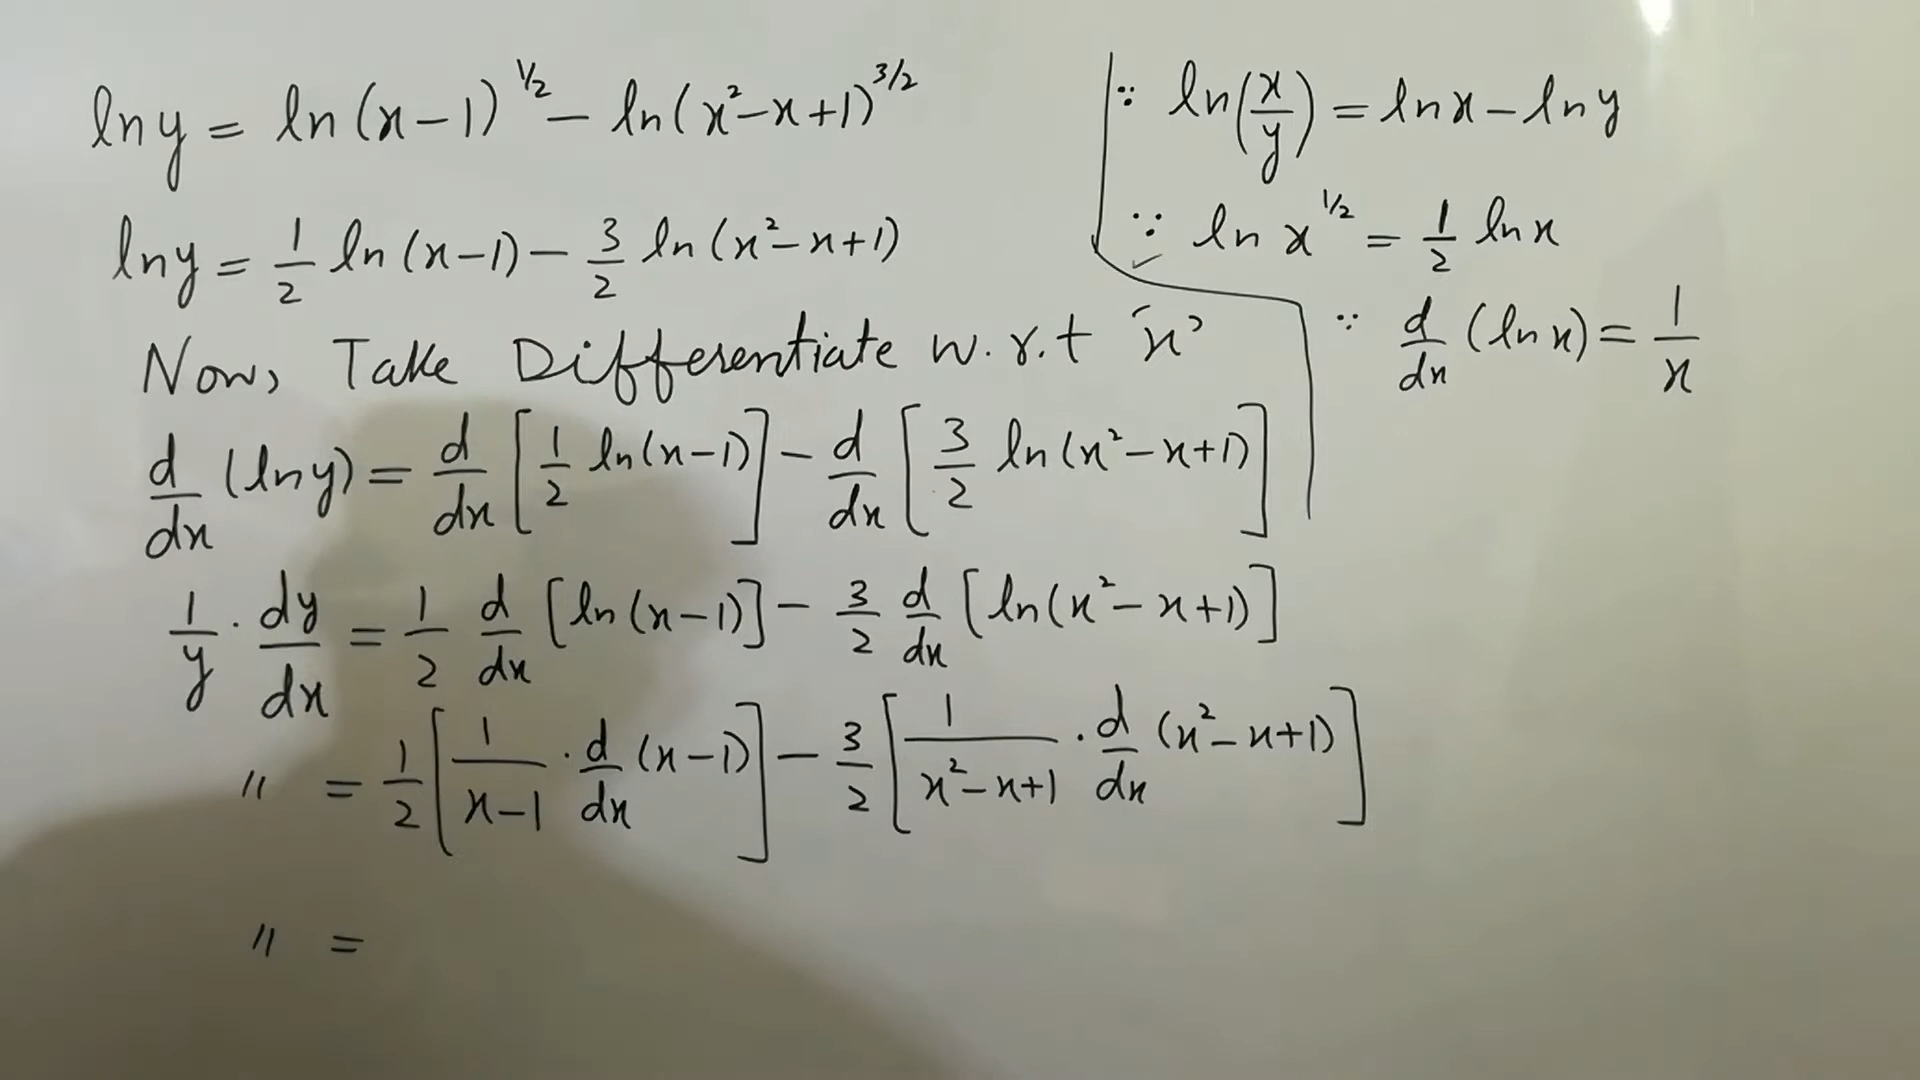 ln y = ln (x-1)^1/2 - ln (x²-x+1)^3/2
ln y = 1/2 ln (x-1) - 3/2 ln (x²-x+1)
Now, Take Differentiate w.r.t 'x'
d/dx (ln y) = d/dx [1/2 ln(x-1)] - d/dx [3/2 ln (x²-x+1)]
1/y · dy/dx = 1/2 d/dx [ln (x-1)] - 3/2 d/dx [ln(x²-x+1)]
" = 1/2 [1/(x-1) · d/dx (x-1)] - 3/2 [1/(x²-x+1) · d/dx (x²-x+1)]
" =
∵ ln(x/y) = ln x - ln y
∵ ln x^1/2 = 1/2 ln x
∵ d/dx (ln x) = 1/x